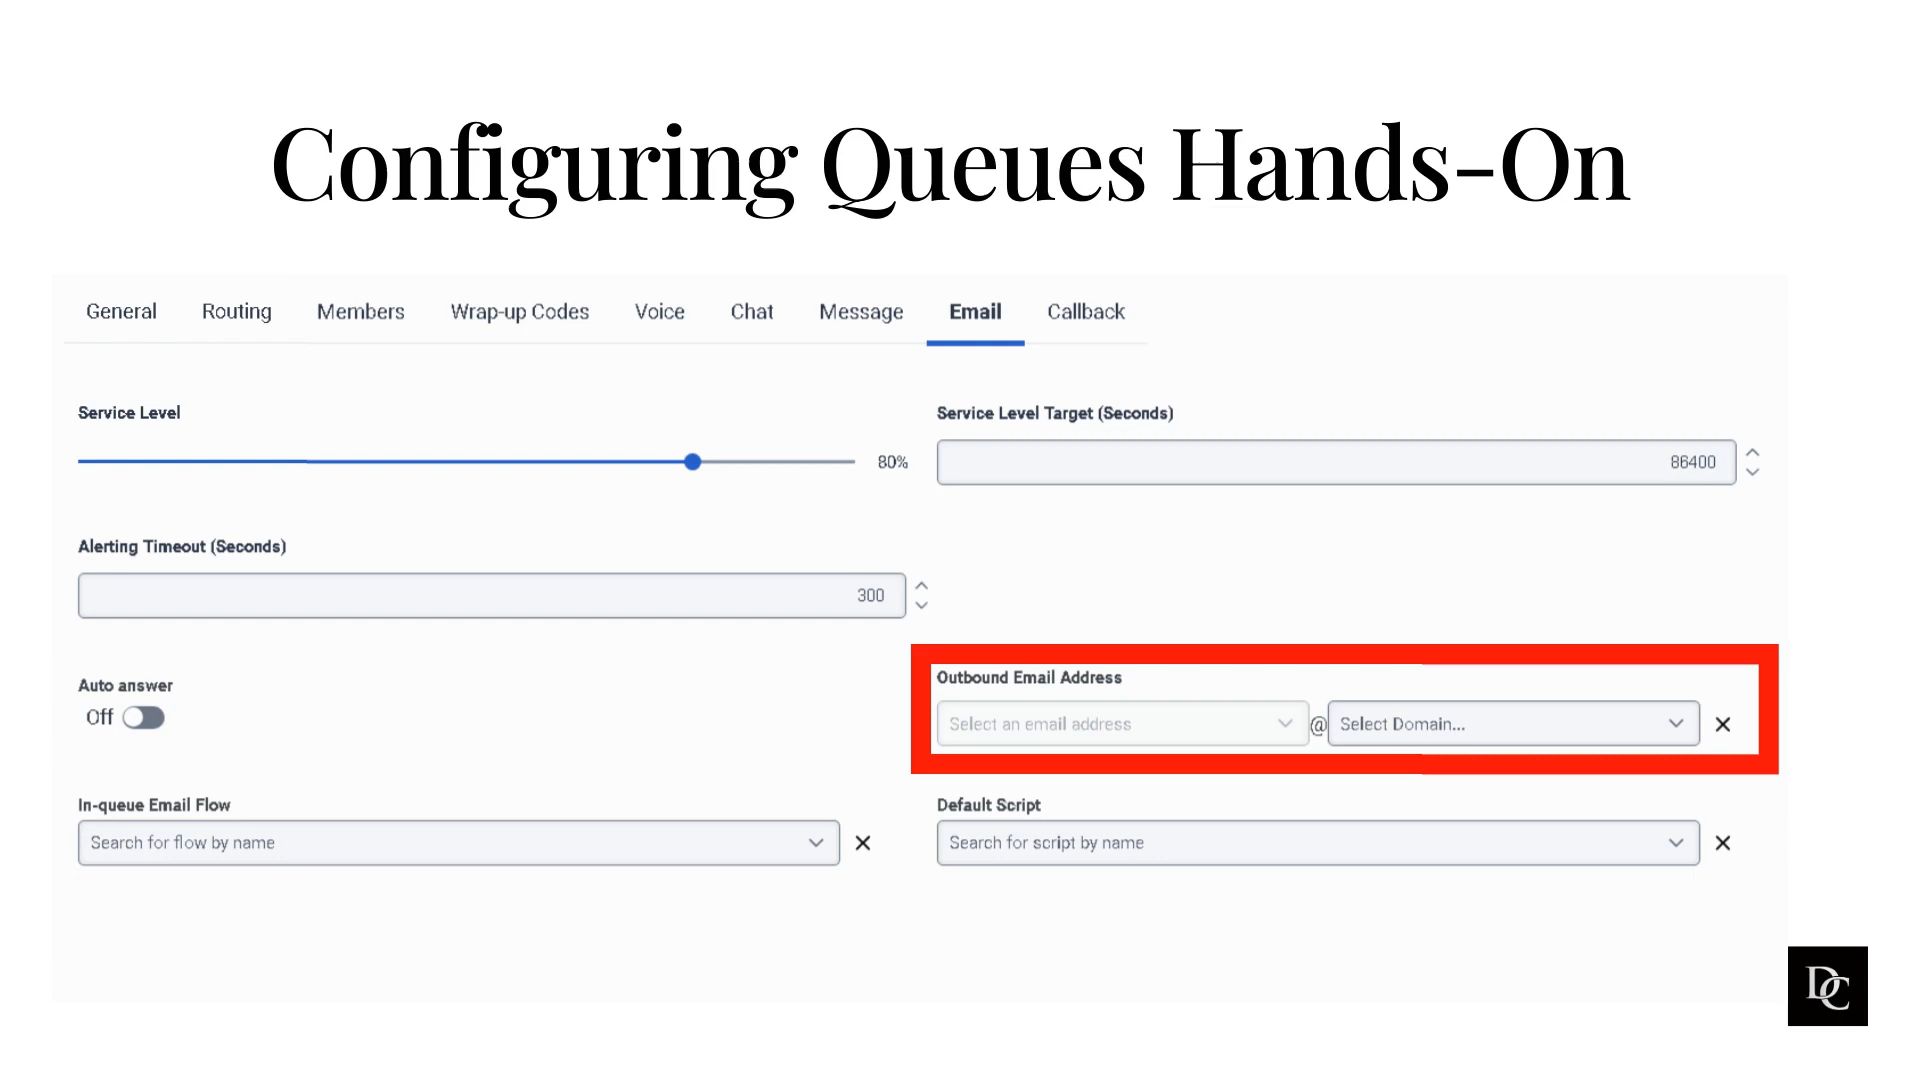 Configuring Queues Hands-On
General Routing Members Wrap-up Codes Voice Chat Message Email Callback
Service Level
80%
Service Level Target (Seconds)
86400
Alerting Timeout (Seconds)
300
Auto answer
Off
Outbound Email Address
Select an email address @ Select Domain...
In-queue Email Flow
Search for flow by name
Default Script
Search for script by name
DC